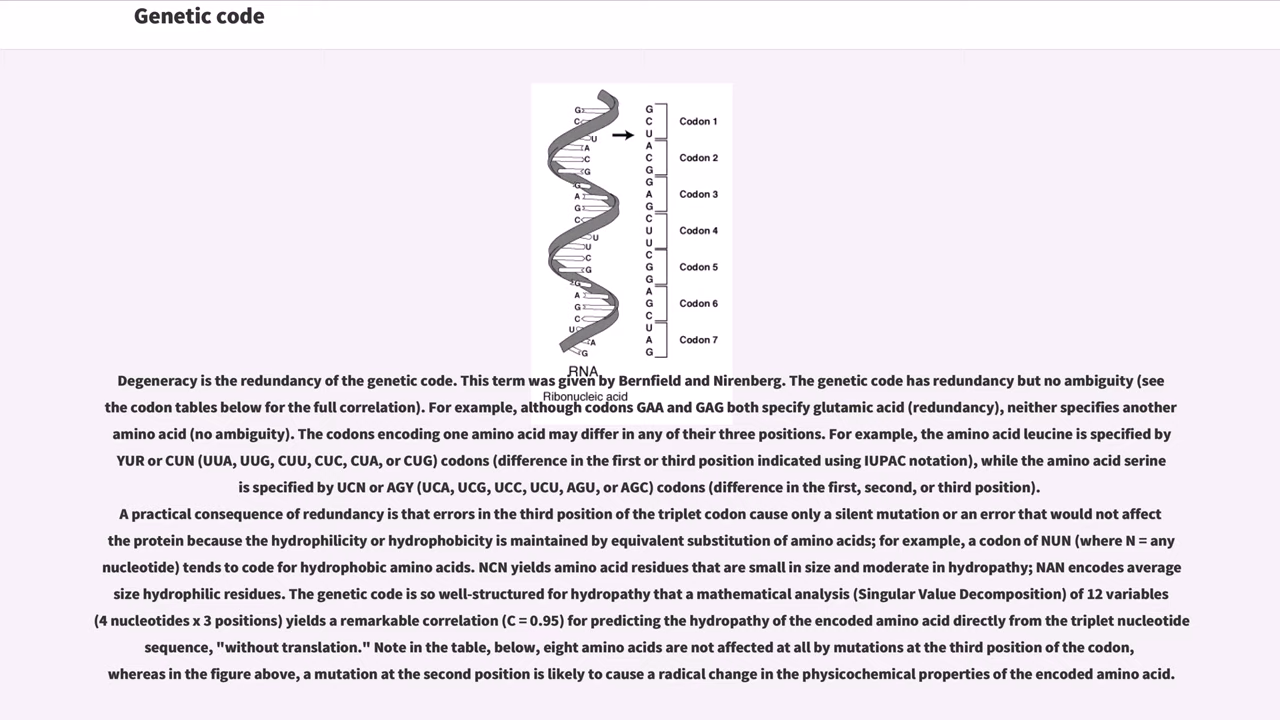 Genetic code
G
C
U
A
C
G
G
A
G
C
U
U
C
G
G
A
G
C
U
A
G
RNA
Ribonucleic acid
G
C
U
Codon 1
A
C
G
Codon 2
G
A
G
Codon 3
C
U
U
Codon 4
C
G
G
Codon 5
A
G
C
Codon 6
U
A
G
Codon 7
Degeneracy is the redundancy of the genetic code. This term was given by Bernfield and Nirenberg. The genetic code has redundancy but no ambiguity (see
the codon tables below for the full correlation). For example, although codons GAA and GAG both specify glutamic acid (redundancy), neither specifies another
amino acid (no ambiguity). The codons encoding one amino acid may differ in any of their three positions. For example, the amino acid leucine is specified by
YUR or CUN (UUA, UUG, CUU, CUC, CUA, or CUG) codons (difference in the first or third position indicated using IUPAC notation), while the amino acid serine
is specified by UCN or AGY (UCA, UCG, UCC, UCU, AGU, or AGC) codons (difference in the first, second, or third position).
A practical consequence of redundancy is that errors in the third position of the triplet codon cause only a silent mutation or an error that would not affect
the protein because the hydrophilicity or hydrophobicity is maintained by equivalent substitution of amino acids; for example, a codon of NUN (where N = any
nucleotide) tends to code for hydrophobic amino acids. NCN yields amino acid residues that are small in size and moderate in hydropathy; NAN encodes average
size hydrophilic residues. The genetic code is so well-structured for hydropathy that a mathematical analysis (Singular Value Decomposition) of 12 variables
(4 nucleotides x 3 positions) yields a remarkable correlation (C = 0.95) for predicting the hydropathy of the encoded amino acid directly from the triplet nucleotide
sequence, "without translation." Note in the table, below, eight amino acids are not affected at all by mutations at the third position of the codon,
whereas in the figure above, a mutation at the second position is likely to cause a radical change in the physicochemical properties of the encoded amino acid.